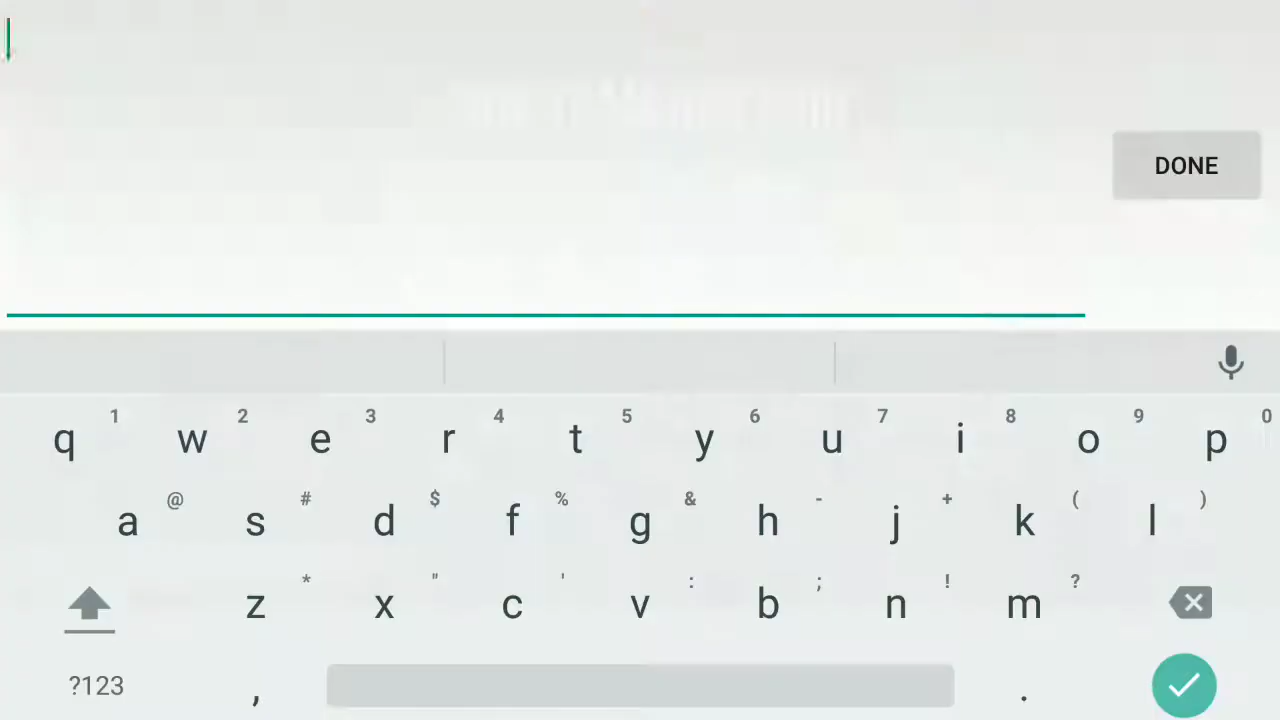 DONE
1 2 3 4 5 6 7 8 9 0
q w e r t y u i o p
@ # $ % & - + ( )
a s d f g h j k l
* " ' : ; ! ?
z x c v b n m
?123 , .